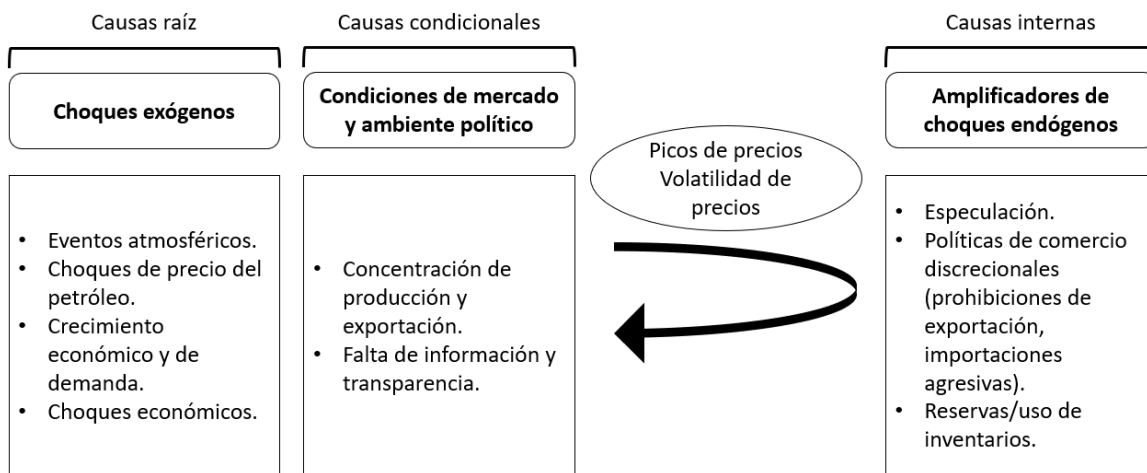 Causas raíz
Choques exógenos
• Eventos atmosféricos.
• Choques de precio del
petróleo.
• Crecimiento
económico y de
demanda.
• Choques económicos.
Causas condicionales
Condiciones de mercado
y ambiente político
• Concentración de
producción y
exportación.
• Falta de información y
transparencia.
Picos de precios
Volatilidad de
precios
Causas internas
Amplificadores de
choques endógenos
• Especulación.
• Políticas de comercio
discrecionales
(prohibiciones de
exportación,
importaciones
agresivas).
• Reservas/uso de
inventarios.